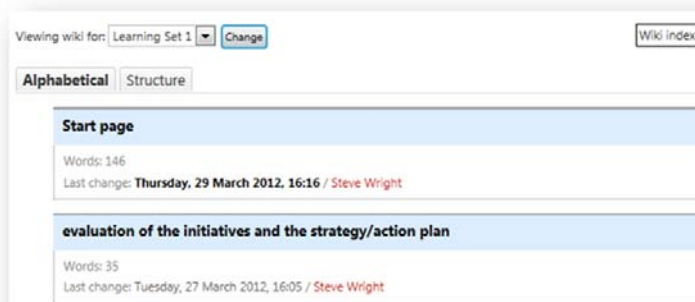 Viewing wiki for: Learning Set 1 Change Wiki index
Alphabetical Structure
Start page
Words: 146
Last change: Thursday, 29 March 2012, 16:16 / Steve Wright
evaluation of the initiatives and the strategy/action plan
Words: 35
Last change: Tuesday, 27 March 2012, 16:05 / Steve Wright